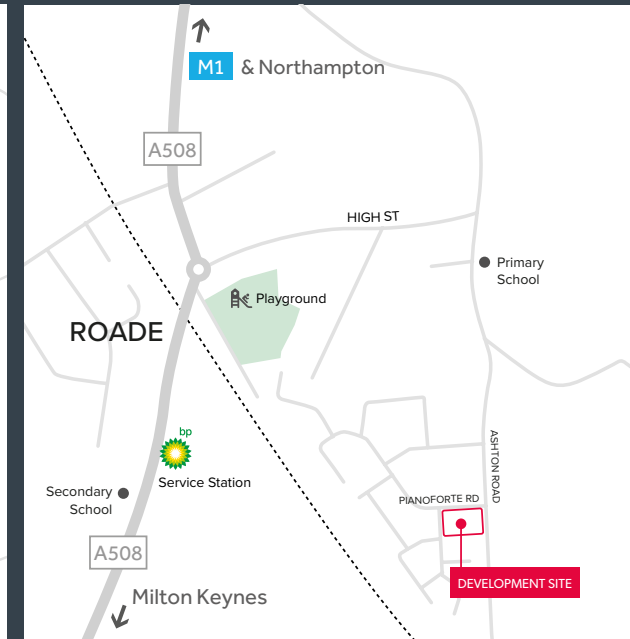 M1 & Northampton
A508
HIGH ST
Primary
School
Playground
ROADE
bp
Service Station
ASHTON ROAD
Secondary
School
PIANOFORTE RD
A508
DEVELOPMENT SITE
Milton Keynes